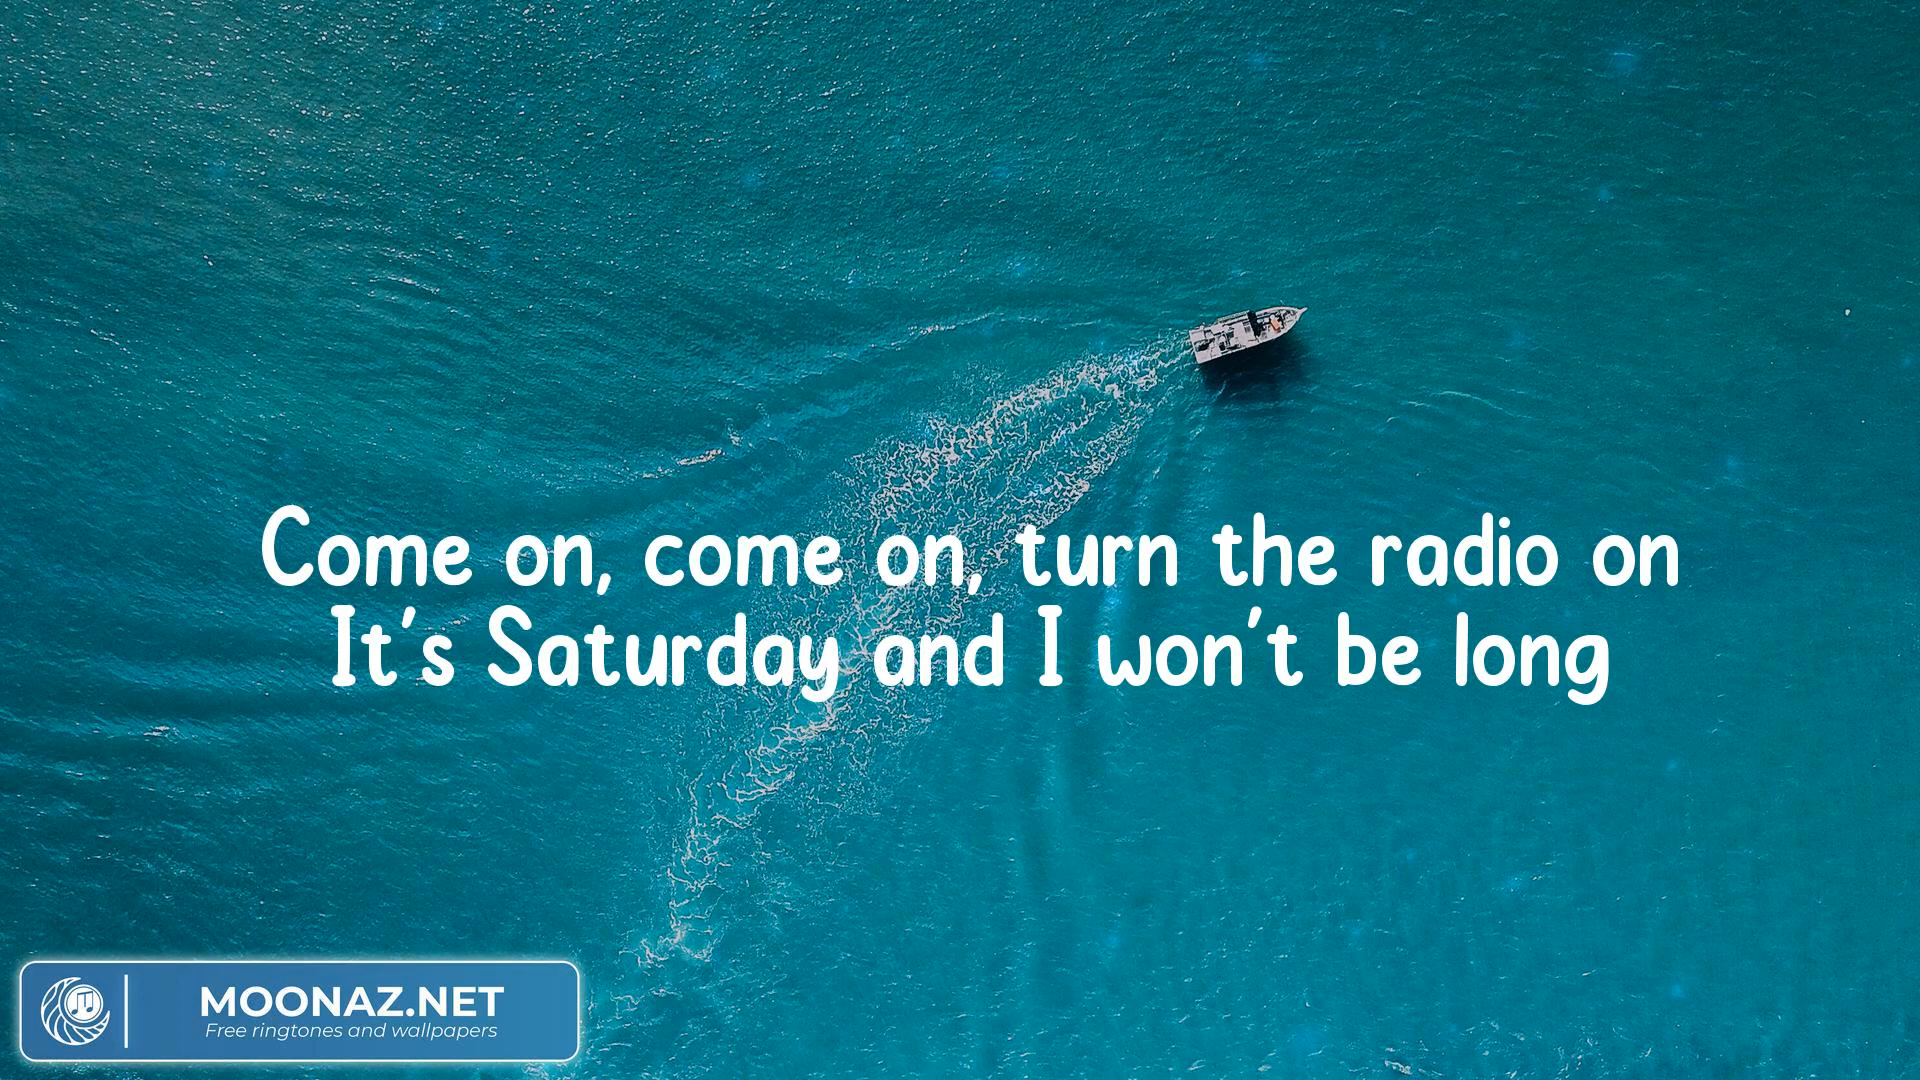 Come on, come on, turn the radio on
It's Saturday and I won't be long
MOONAZ.NET
Free ringtones and wallpapers